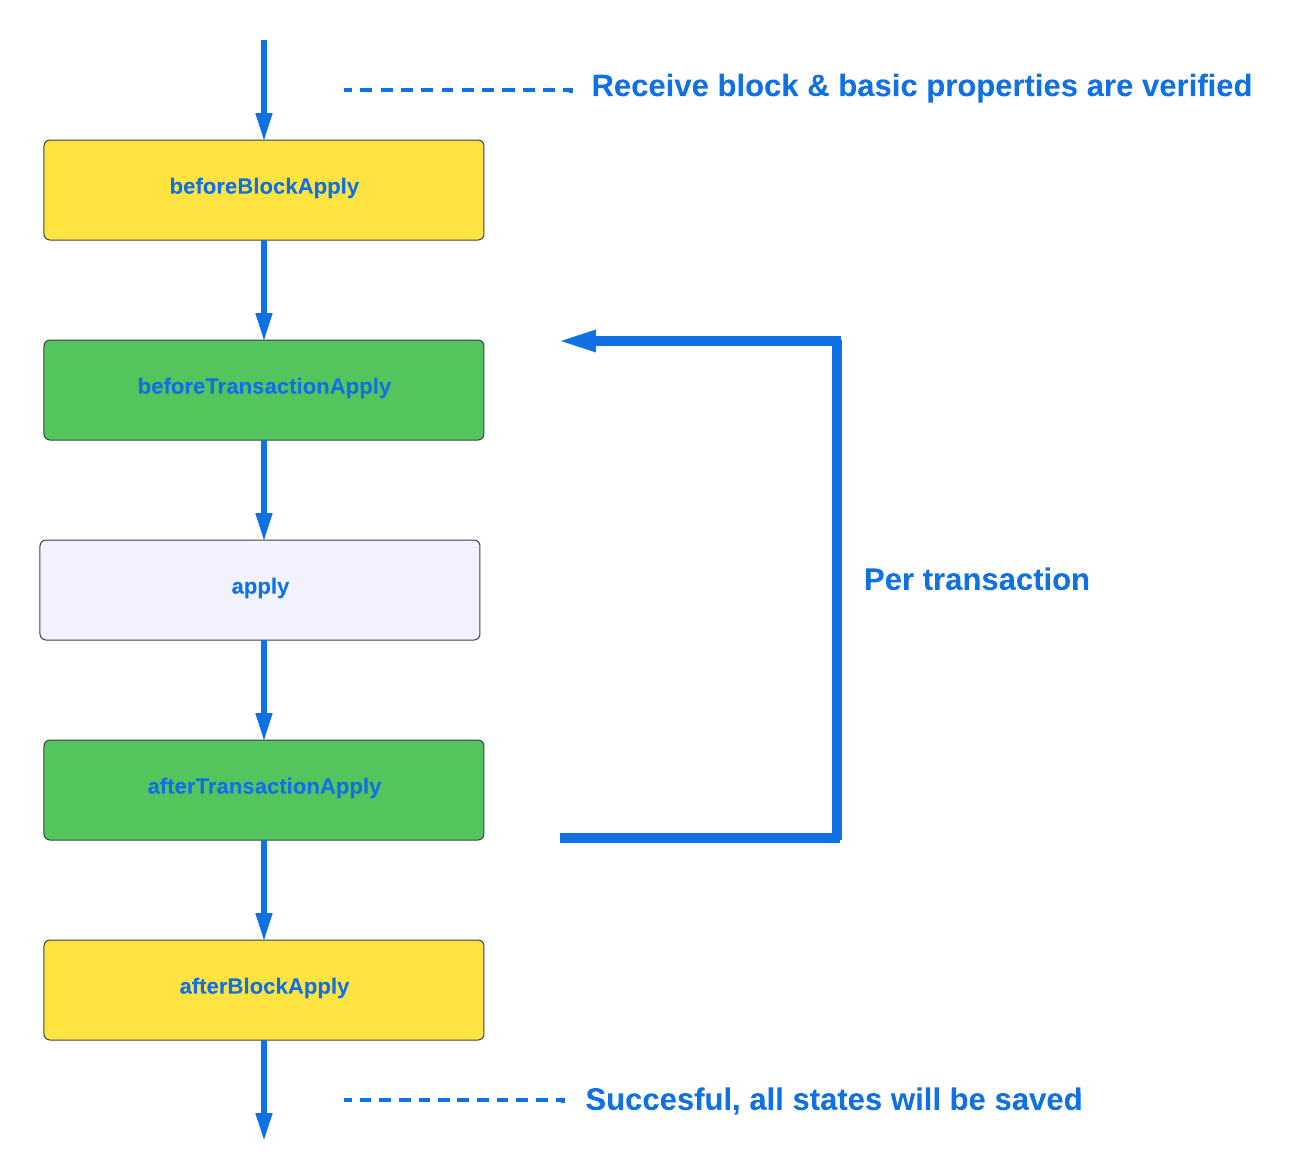 Receive block & basic properties are verified
beforeBlockApply
beforeTransactionApply
apply
Per transaction
afterTransactionApply
afterBlockApply
Succesful, all states will be saved